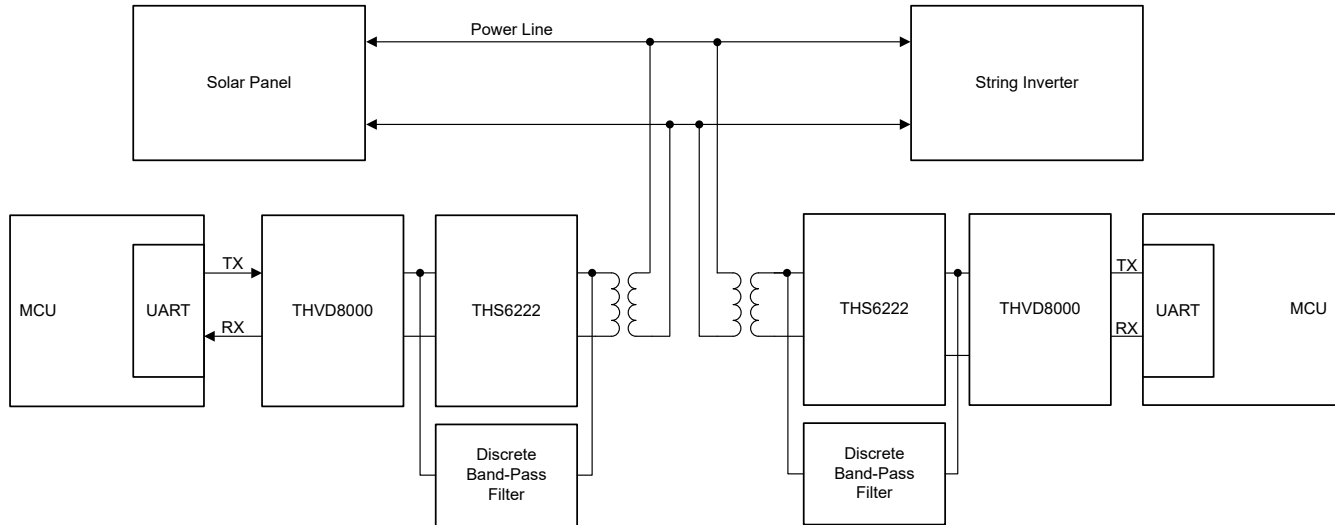 Power Line
Solar Panel
String Inverter
MCU
UART
TX
RX
THVD8000
THS6222
Discrete
Band-Pass
Filter
THS6222
THVD8000
TX
RX
UART
MCU
Discrete
Band-Pass
Filter